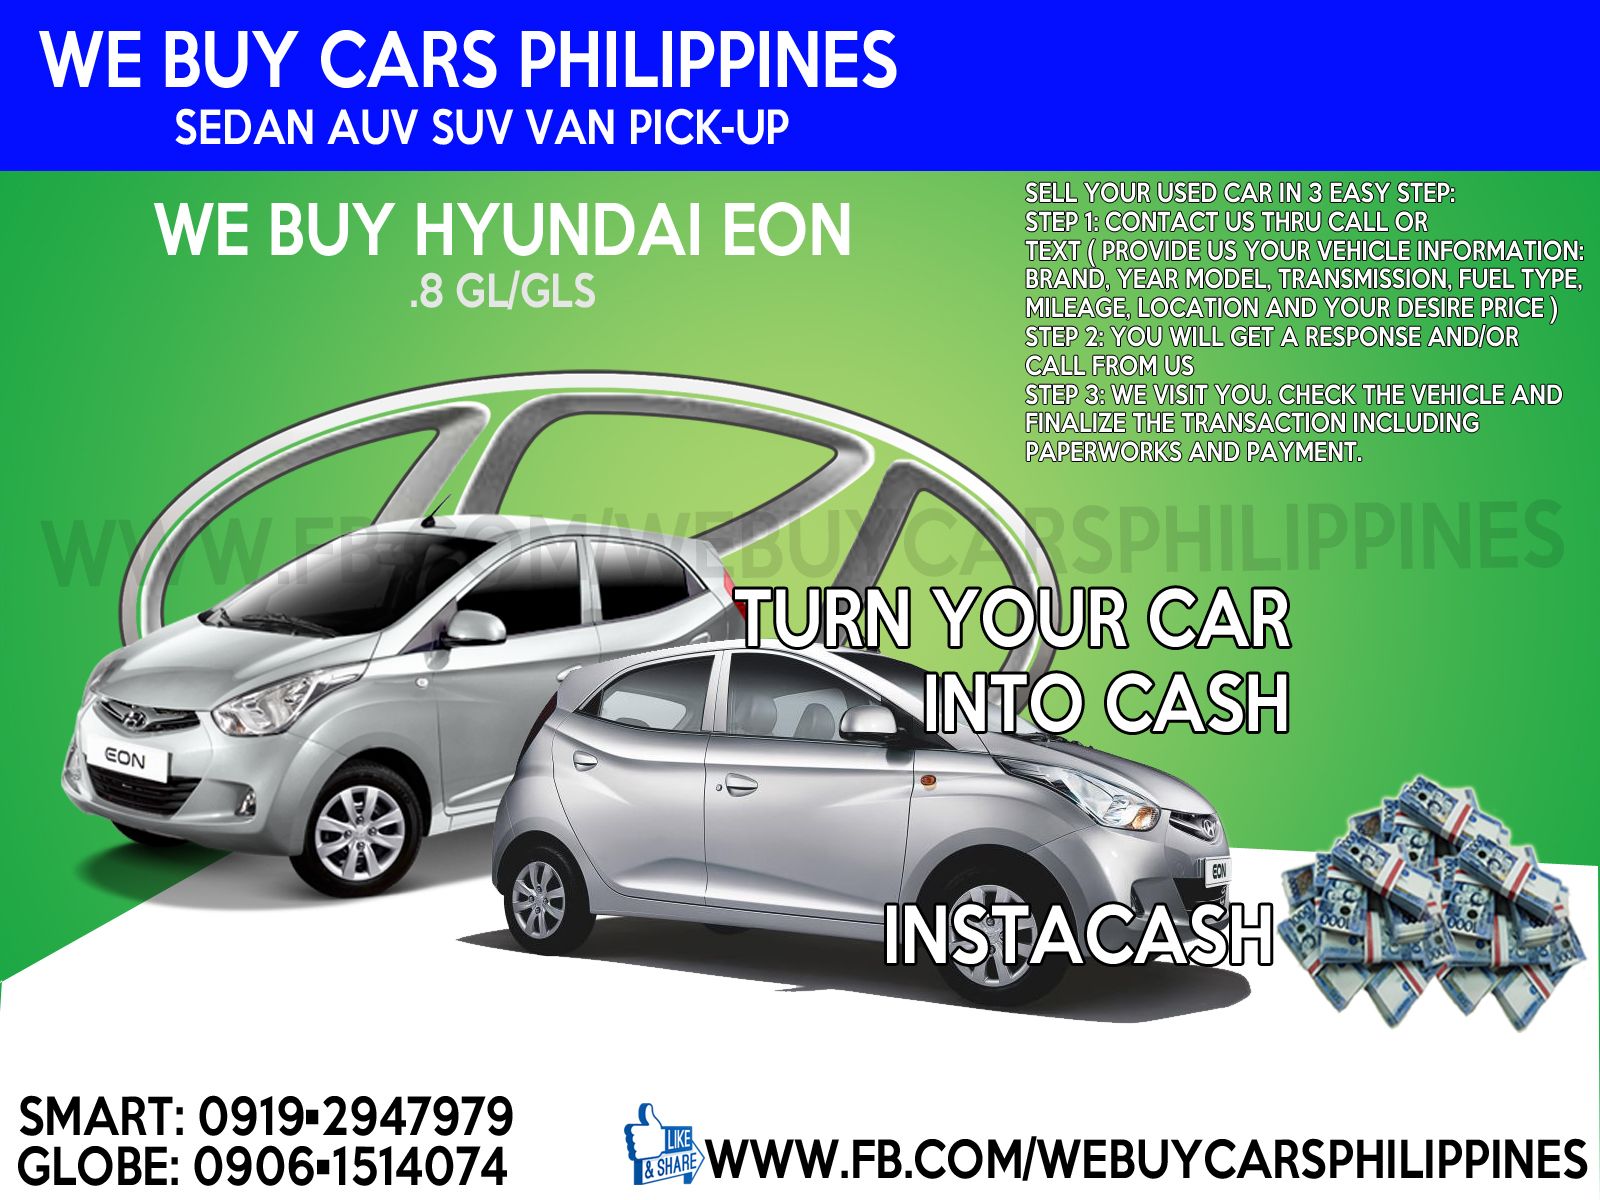 WE BUY CARS PHILIPPINES
SEDAN AUV SUV VAN PICK-UP
WE BUY HYUNDAI EON
.8 GL/GLS
SELL YOUR USED CAR IN 3 EASY STEP:
STEP 1: CONTACT US THRU CALL OR
TEXT ( PROVIDE US YOUR VEHICLE INFORMATION:
BRAND, YEAR MODEL, TRANSMISSION, FUEL TYPE,
MILEAGE, LOCATION AND YOUR DESIRE PRICE )
STEP 2: YOU WILL GET A RESPONSE AND/OR
CALL FROM US
STEP 3: WE VISIT YOU. CHECK THE VEHICLE AND
FINALIZE THE TRANSACTION INCLUDING
PAPERWORKS AND PAYMENT.
WWW.FB.COM/WEBUYCARSPHILIPPINES
TURN YOUR CAR
INTO CASH
EON
EON
INSTACASH
1000
1000
SMART: 0919-2947979
GLOBE: 0906-1514074
LIKE
& SHARE
WWW.FB.COM/WEBUYCARSPHILIPPINES